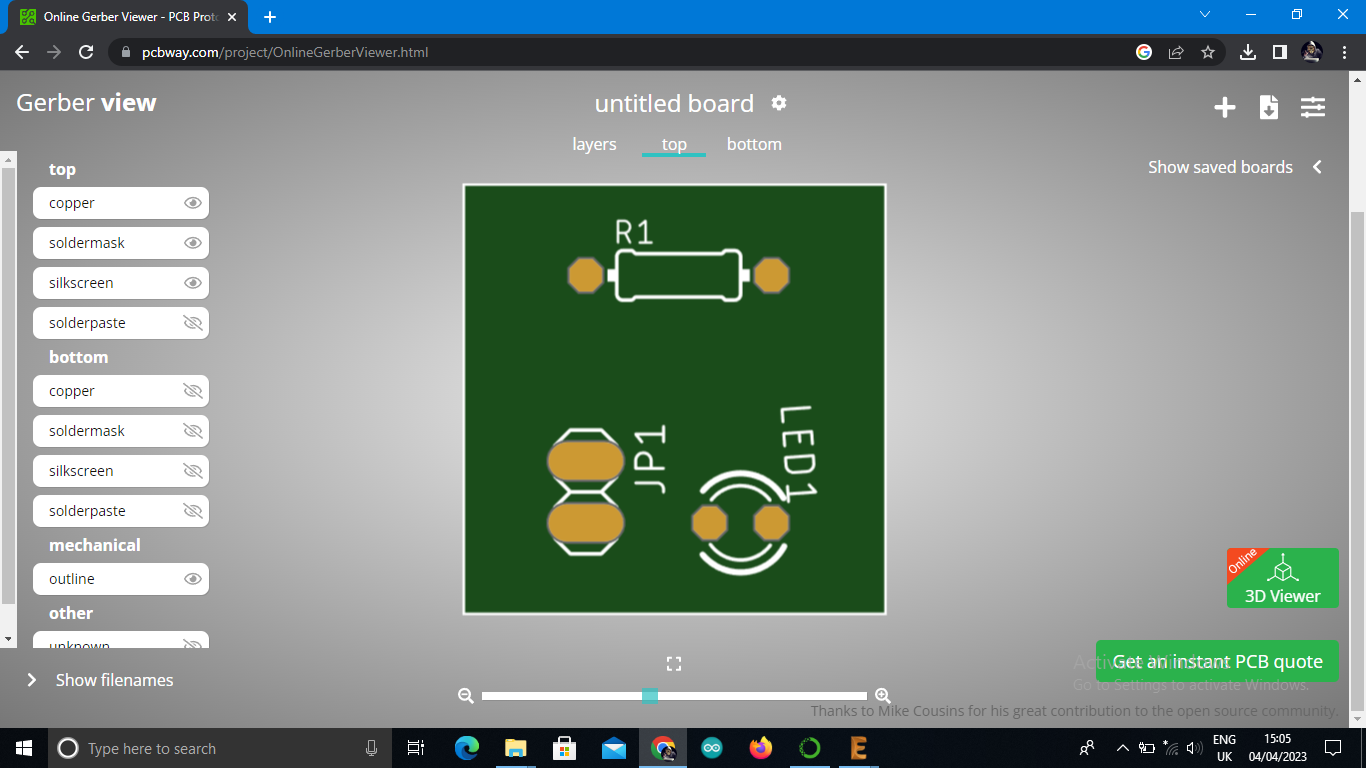 Online Gerber Viewer - PCB Proto
pcbway.com/project/OnlineGerberViewer.html
Gerber view
untitled board
layers
top
bottom
Show saved boards
top
copper
soldermask
silkscreen
solderpaste
bottom
copper
soldermask
silkscreen
solderpaste
mechanical
outline
other
unknown
R1
JP1
LED1
Online
3D Viewer
Get an instant PCB quote
Activate Windows
Go to Settings to activate Windows.
Show filenames
Thanks to Mike Cousins for his great contribution to the open source community.
Type here to search
ENG
UK
15:05
04/04/2023